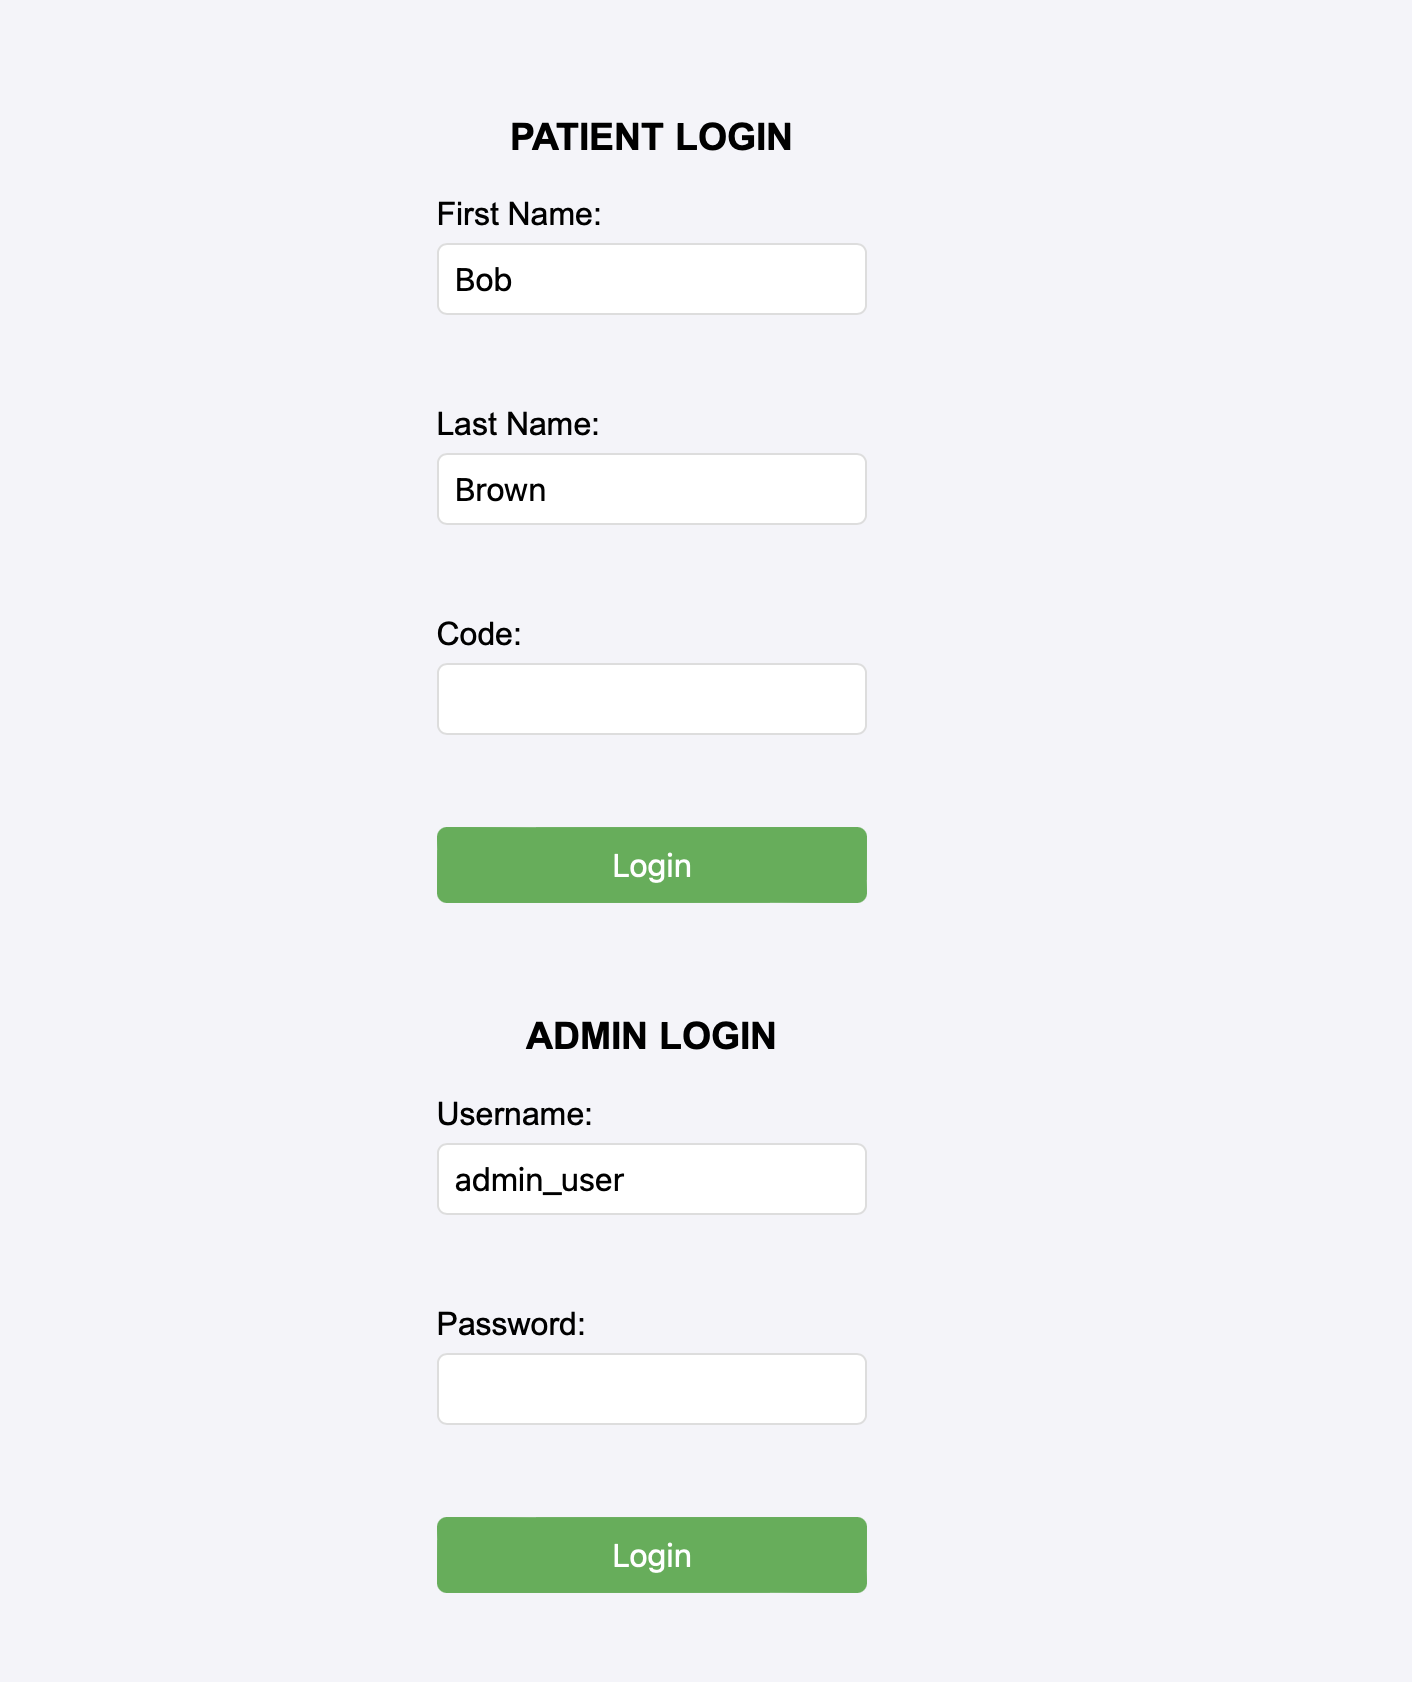 PATIENT LOGIN
First Name:
Bob
Last Name:
Brown
Code:
Login
ADMIN LOGIN
Username:
admin_user
Password:
Login